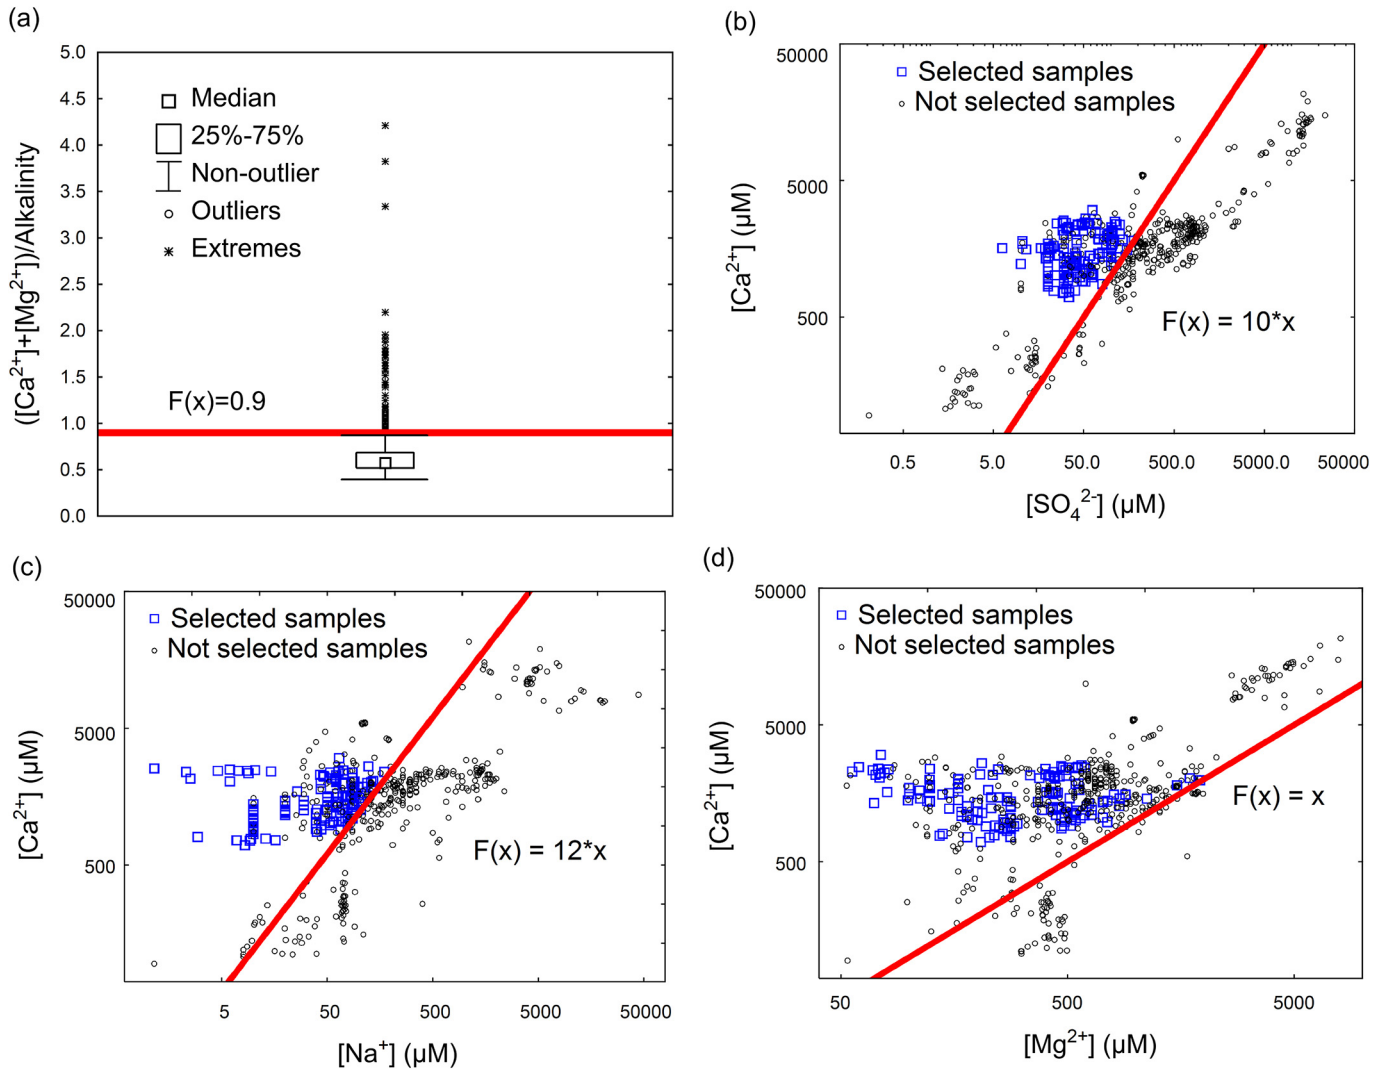 (a)
([Ca²⁺]+[Mg²⁺])/Alkalinity
5.0
4.5
4.0
3.5
3.0
2.5
2.0
1.5
1.0
0.5
0.0
Median
25%-75%
Non-outlier
Outliers
Extremes
F(x)=0.9
(b)
[Ca²⁺] (µM)
50000
5000
500
Selected samples
Not selected samples
F(x) = 10*x
0.5
5.0
50.0
500.0
5000.0
50000
[SO₄²⁻] (µM)
(c)
[Ca²⁺] (µM)
50000
5000
500
Selected samples
Not selected samples
F(x) = 12*x
5
50
500
5000
50000
[Na⁺] (µM)
(d)
[Ca²⁺] (µM)
50000
5000
500
Selected samples
Not selected samples
F(x) = x
50
500
5000
[Mg²⁺] (µM)